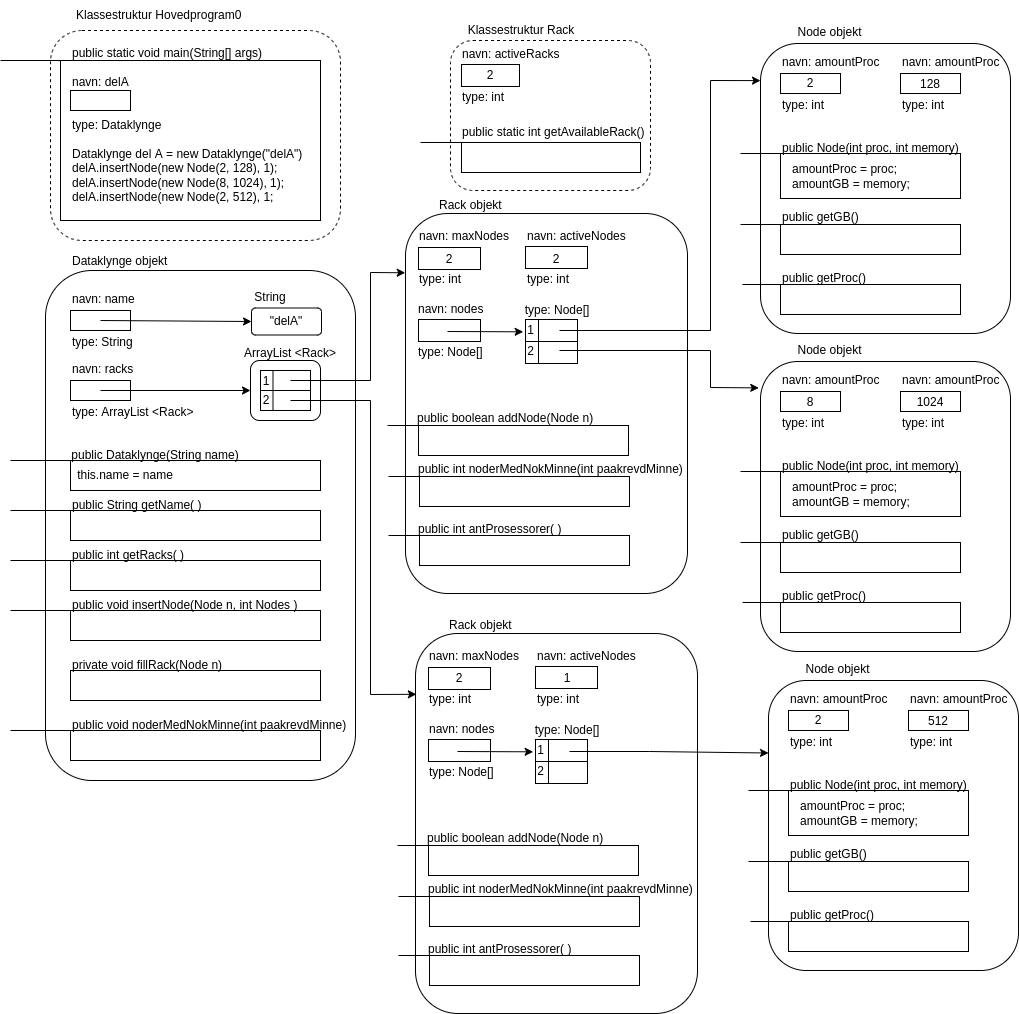 Klassestruktur Hovedprogram0
public static void main(String[] args)
navn: delA
type: Dataklynge
Dataklynge del A = new Dataklynge("delA")
delA.insertNode(new Node(2, 128), 1);
delA.insertNode(new Node(8, 1024), 1);
delA.insertNode(new Node(2, 512), 1;
Dataklynge objekt
navn: name
type: String
String
"delA"
navn: racks
type: ArrayList <Rack>
ArrayList <Rack>
1
2
public Dataklynge(String name)
this.name = name
public String getName( )
public int getRacks( )
public void insertNode(Node n, int Nodes )
private void fillRack(Node n)
public void noderMedNokMinne(int paakrevdMinne)
Klassestruktur Rack
navn: activeRacks
2
type: int
public static int getAvailableRack()
Rack objekt
navn: maxNodes navn: activeNodes
2 2
type: int type: int
navn: nodes type: Node[]
1
2
type: Node[]
public boolean addNode(Node n)
public int noderMedNokMinne(int paakrevdMinne)
public int antProsessorer( )
Rack objekt
navn: maxNodes navn: activeNodes
2 1
type: int type: int
navn: nodes type: Node[]
1
2
type: Node[]
public boolean addNode(Node n)
public int noderMedNokMinne(int paakrevdMinne)
public int antProsessorer( )
Node objekt
navn: amountProc navn: amountProc
2 128
type: int type: int
public Node(int proc, int memory)
amountProc = proc;
amountGB = memory;
public getGB()
public getProc()
Node objekt
navn: amountProc navn: amountProc
8 1024
type: int type: int
public Node(int proc, int memory)
amountProc = proc;
amountGB = memory;
public getGB()
public getProc()
Node objekt
navn: amountProc navn: amountProc
2 512
type: int type: int
public Node(int proc, int memory)
amountProc = proc;
amountGB = memory;
public getGB()
public getProc()